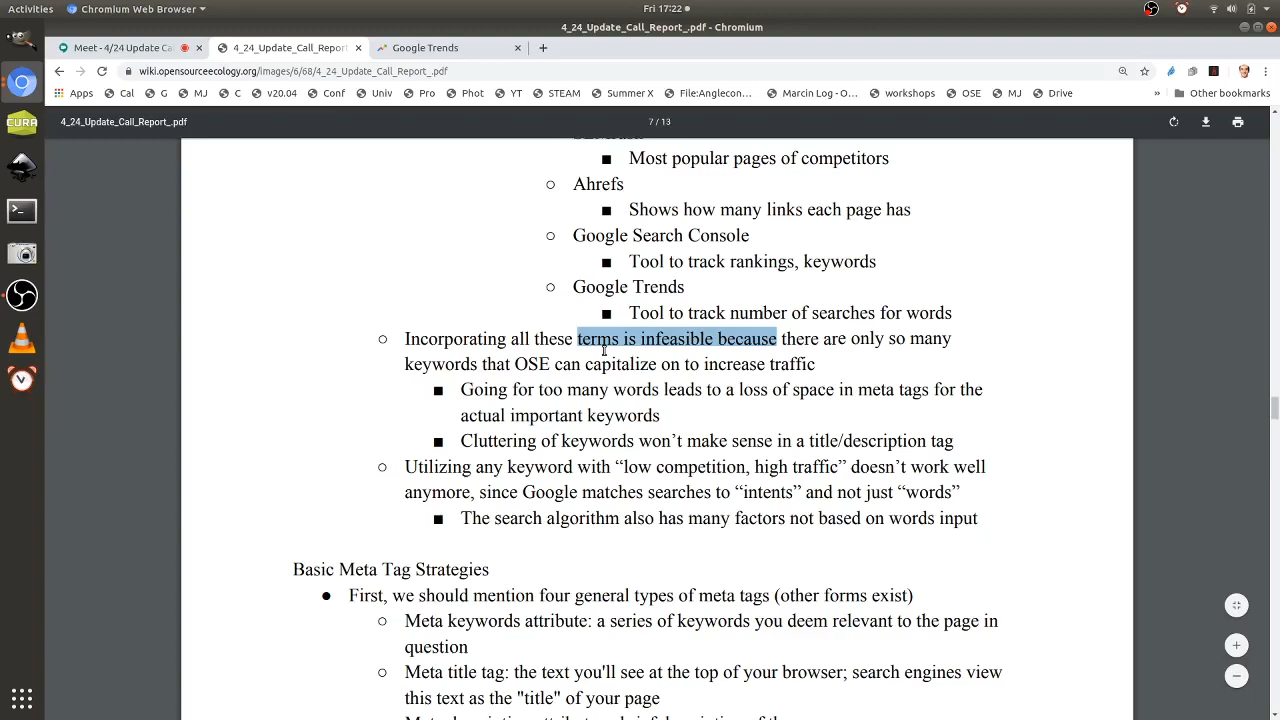 Activities
Chromium Web Browser
Fri 17:22
4_24_Update_Call_Report_.pdf - Chromium
Meet - 4/24 Update Ca
4_24_Update_Call_Report_.pd
Google Trends
wiki.opensourceecology.org/images/6/68/4_24_Update_Call_Report_.pdf
Apps
Cal
G
MJ
C
v20.04
Conf
Univ
Pro
Phot
YT
STEAM
Summer X
File:Anglecon...
Marcin Log - O...
workshops
OSE
MJ
Drive
»
Other bookmarks
4_24_Update_Call_Report_.pdf
7 / 13
CURA
■ Most popular pages of competitors
○ Ahrefs
■ Shows how many links each page has
○ Google Search Console
■ Tool to track rankings, keywords
○ Google Trends
■ Tool to track number of searches for words
○ Incorporating all these terms is infeasible because there are only so many
keywords that OSE can capitalize on to increase traffic
■ Going for too many words leads to a loss of space in meta tags for the
actual important keywords
■ Cluttering of keywords won’t make sense in a title/description tag
○ Utilizing any keyword with “low competition, high traffic” doesn’t work well
anymore, since Google matches searches to “intents” and not just “words”
■ The search algorithm also has many factors not based on words input
Basic Meta Tag Strategies
● First, we should mention four general types of meta tags (other forms exist)
○ Meta keywords attribute: a series of keywords you deem relevant to the page in
question
○ Meta title tag: the text you'll see at the top of your browser; search engines view
this text as the "title" of your page